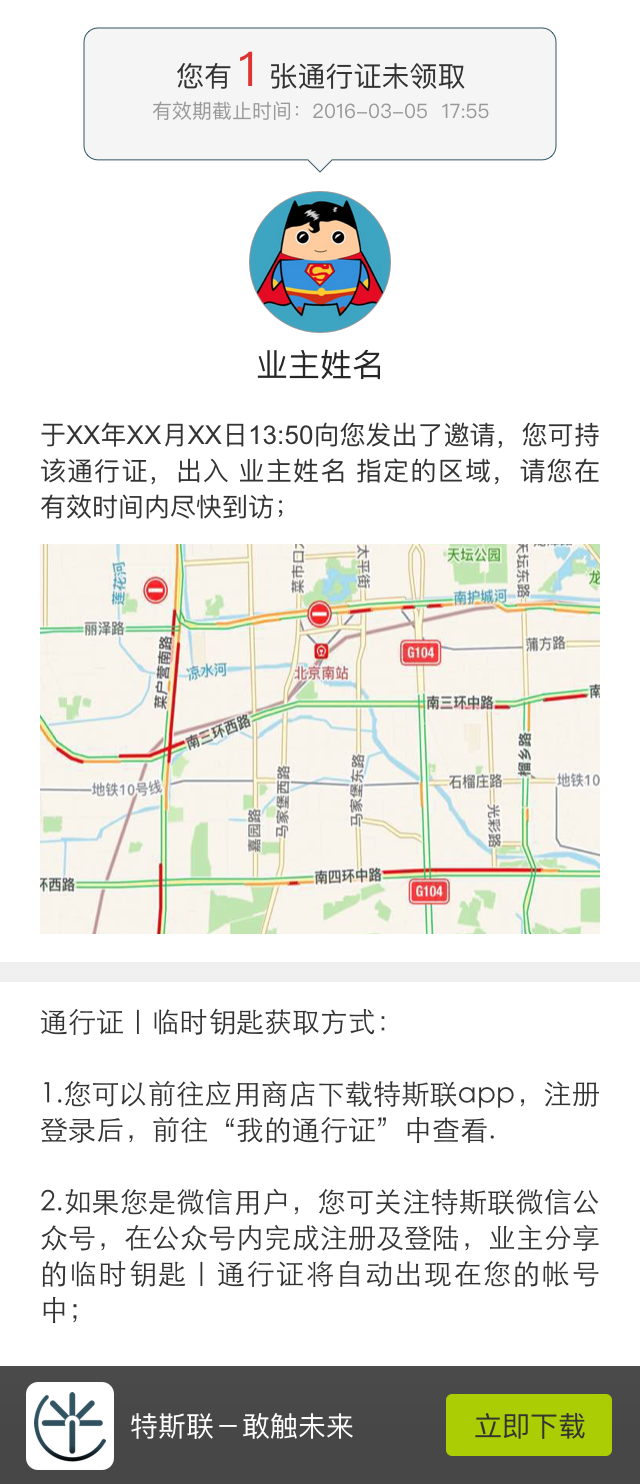 您有 1 张通行证未领取
有效期截止时间：2016-03-05 17:55
业主姓名
于XX年XX月XX日13:50向您发出了邀请，您可持
该通行证，出入 业主姓名 指定的区域，请您在
有效时间内尽快到访；
天坛公园
莲花河
菜市口
太平街
天坛东路
龙
南护城河
丽泽路
菜户营南路
凉水河
北京南站
G104
蒲方路
南三环中路
南
南三环西路
榴乡路
地铁10号线
石榴庄路
地铁10
嘉园路
马家堡西路
马家堡东路
光彩路
环西路
南四环中路
G104
通行证丨临时钥匙获取方式：
1.您可以前往应用商店下载特斯联app，注册
登录后，前往“我的通行证”中查看.
2.如果您是微信用户，您可关注特斯联微信公
众号，在公众号内完成注册及登陆，业主分享
的临时钥匙丨通行证将自动出现在您的帐号
中；
特斯联－敢触未来
立即下载